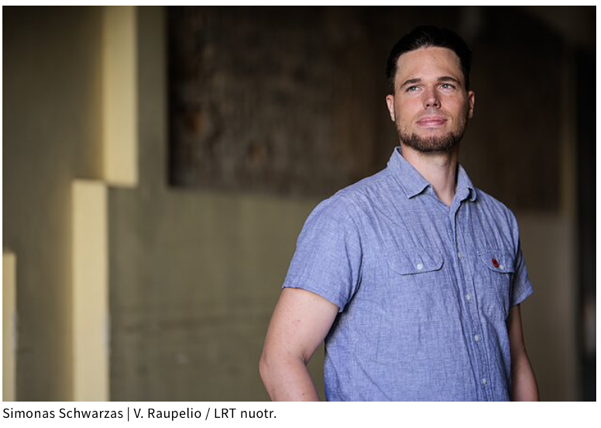 Simonas Schwarzas | V. Raupelio / LRT nuotr.